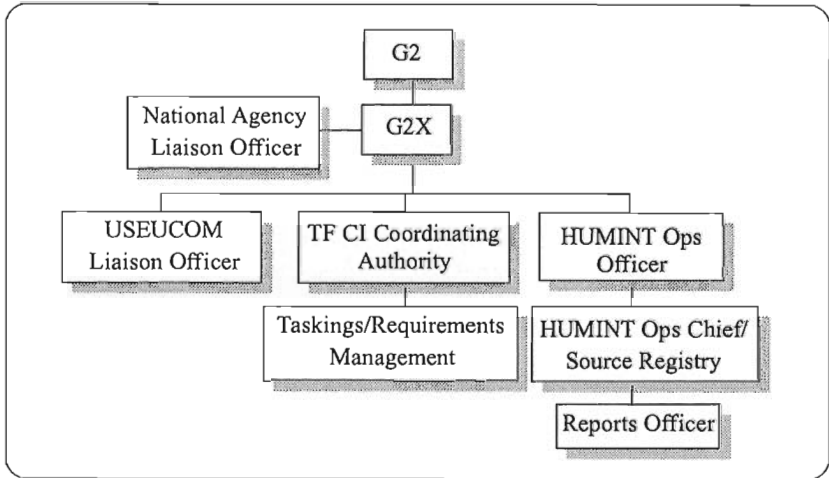 G2
National Agency
Liaison Officer
G2X
USEUCOM
Liaison Officer
TF CI Coordinating
Authority
HUMINT Ops
Officer
Taskings/Requirements
Management
HUMINT Ops Chief/
Source Registry
Reports Officer